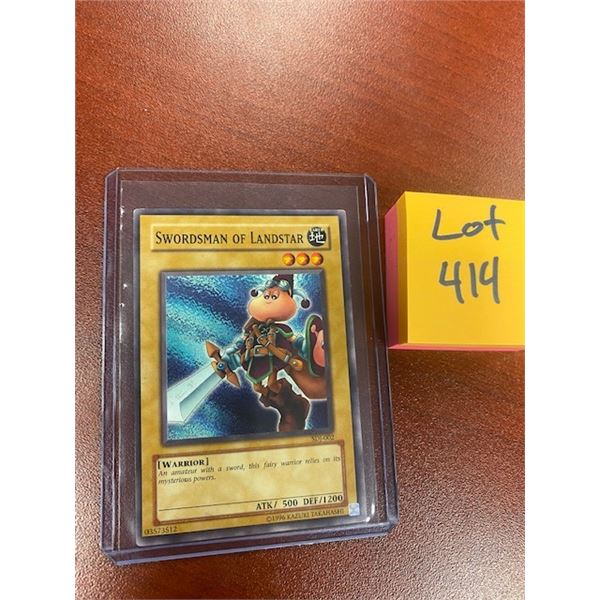 SWORDSMAN OF LANDSTAR
地
[WARRIOR]
An amateur with a sword, this fairy warrior relies on its
mysterious powers.
ATK/ 500 DEF/1200
03573512
©1996 KAZUKI TAKAHASHI
Lot
414